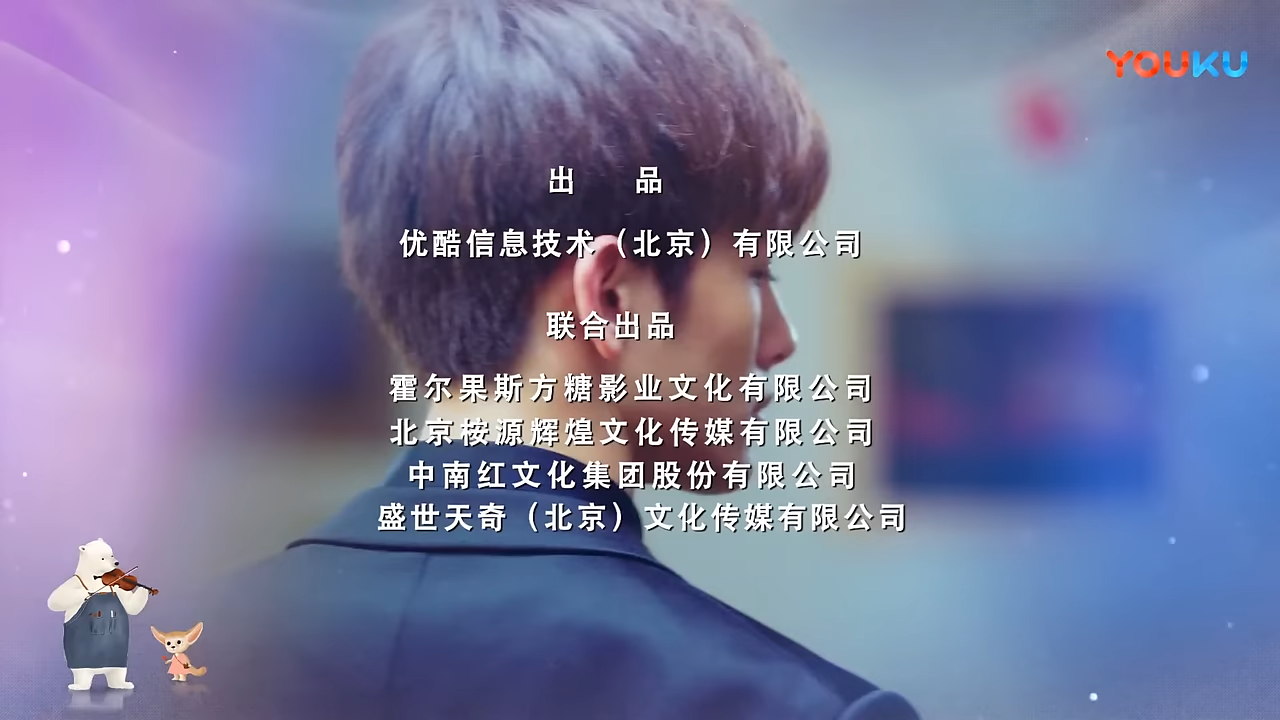 YOUKU
出 品
优酷信息技术（北京）有限公司
联合出品
霍尔果斯方糖影业文化有限公司
北京桉源辉煌文化传媒有限公司
中南红文化集团股份有限公司
盛世天奇（北京）文化传媒有限公司